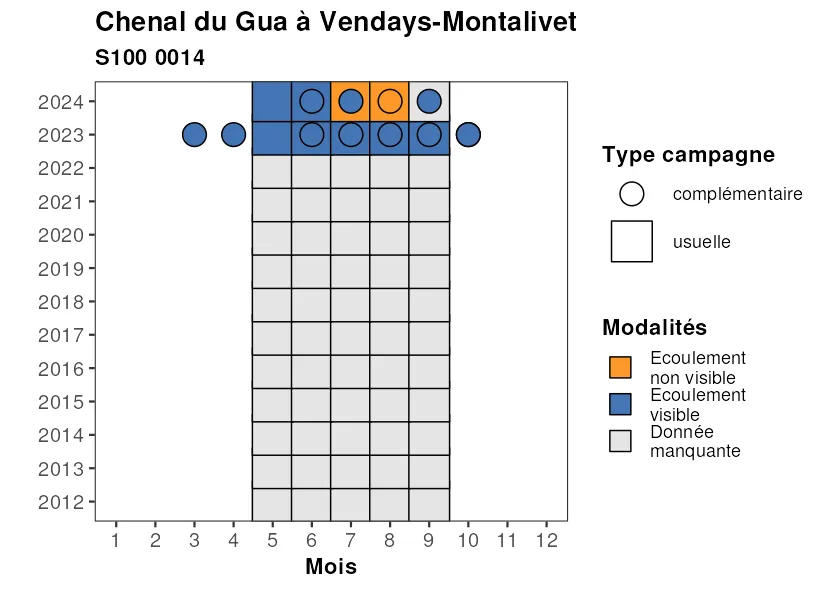 Chenal du Gua à Vendays-Montalivet
S100 0014
2024
2023
2022
2021
2020
2019
2018
2017
2016
2015
2014
2013
2012
1 2 3 4 5 6 7 8 9 10 11 12
Mois
Type campagne
complémentaire
usuelle
Modalités
Ecoulement
non visible
Ecoulement
visible
Donnée
manquante